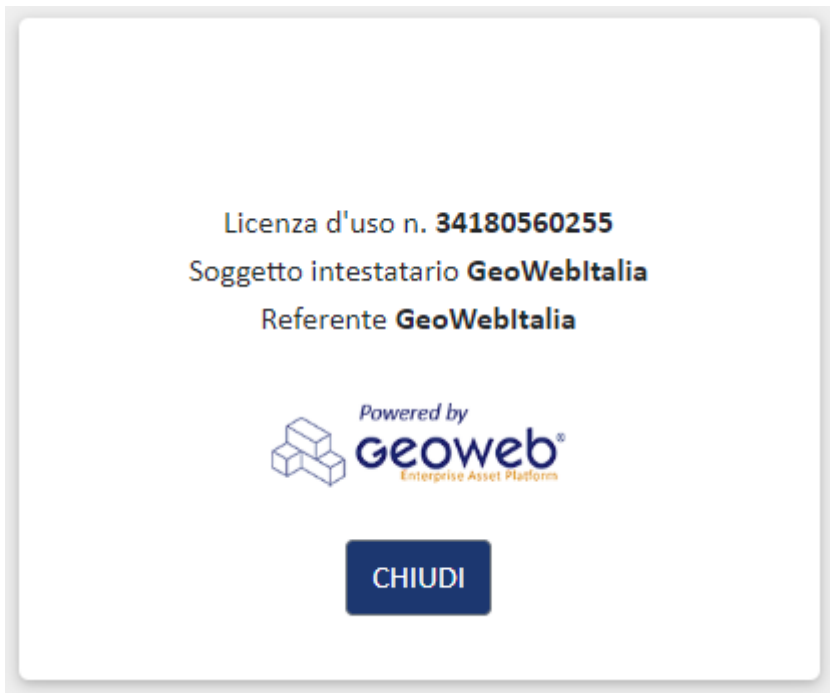 Licenza d'uso n. 34180560255
Soggetto intestatario GeoWebItalia
Referente GeoWebItalia
Powered by
Geoweb®
Enterprise Asset Platform
CHIUDI